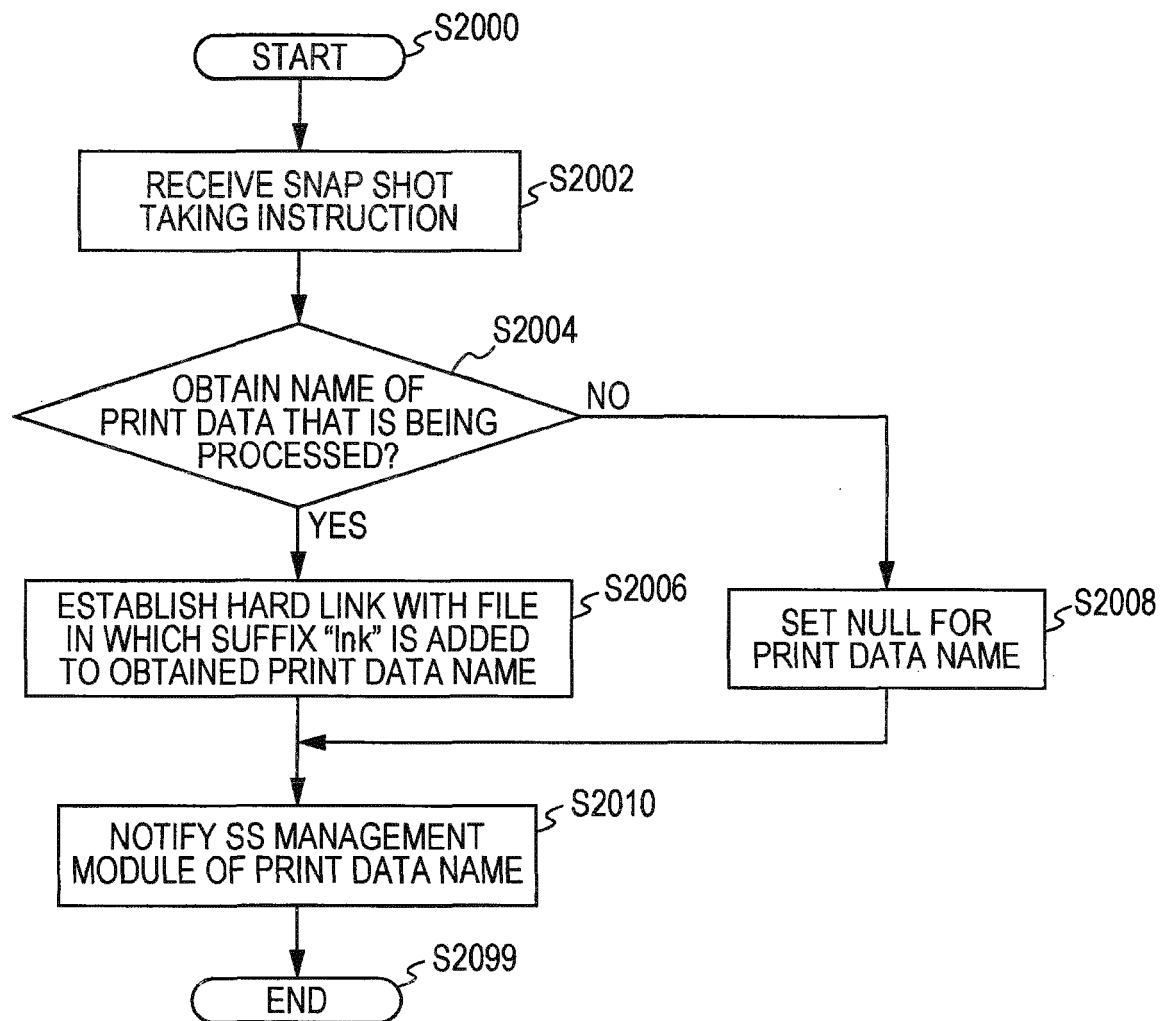 START
S2000
RECEIVE SNAP SHOT
TAKING INSTRUCTION
S2002
S2004
OBTAIN NAME OF
PRINT DATA THAT IS BEING
PROCESSED?
NO
YES
ESTABLISH HARD LINK WITH FILE
IN WHICH SUFFIX “lnk” IS ADDED
TO OBTAINED PRINT DATA NAME
S2006
SET NULL FOR
PRINT DATA NAME
S2008
NOTIFY SS MANAGEMENT
MODULE OF PRINT DATA NAME
S2010
END
S2099